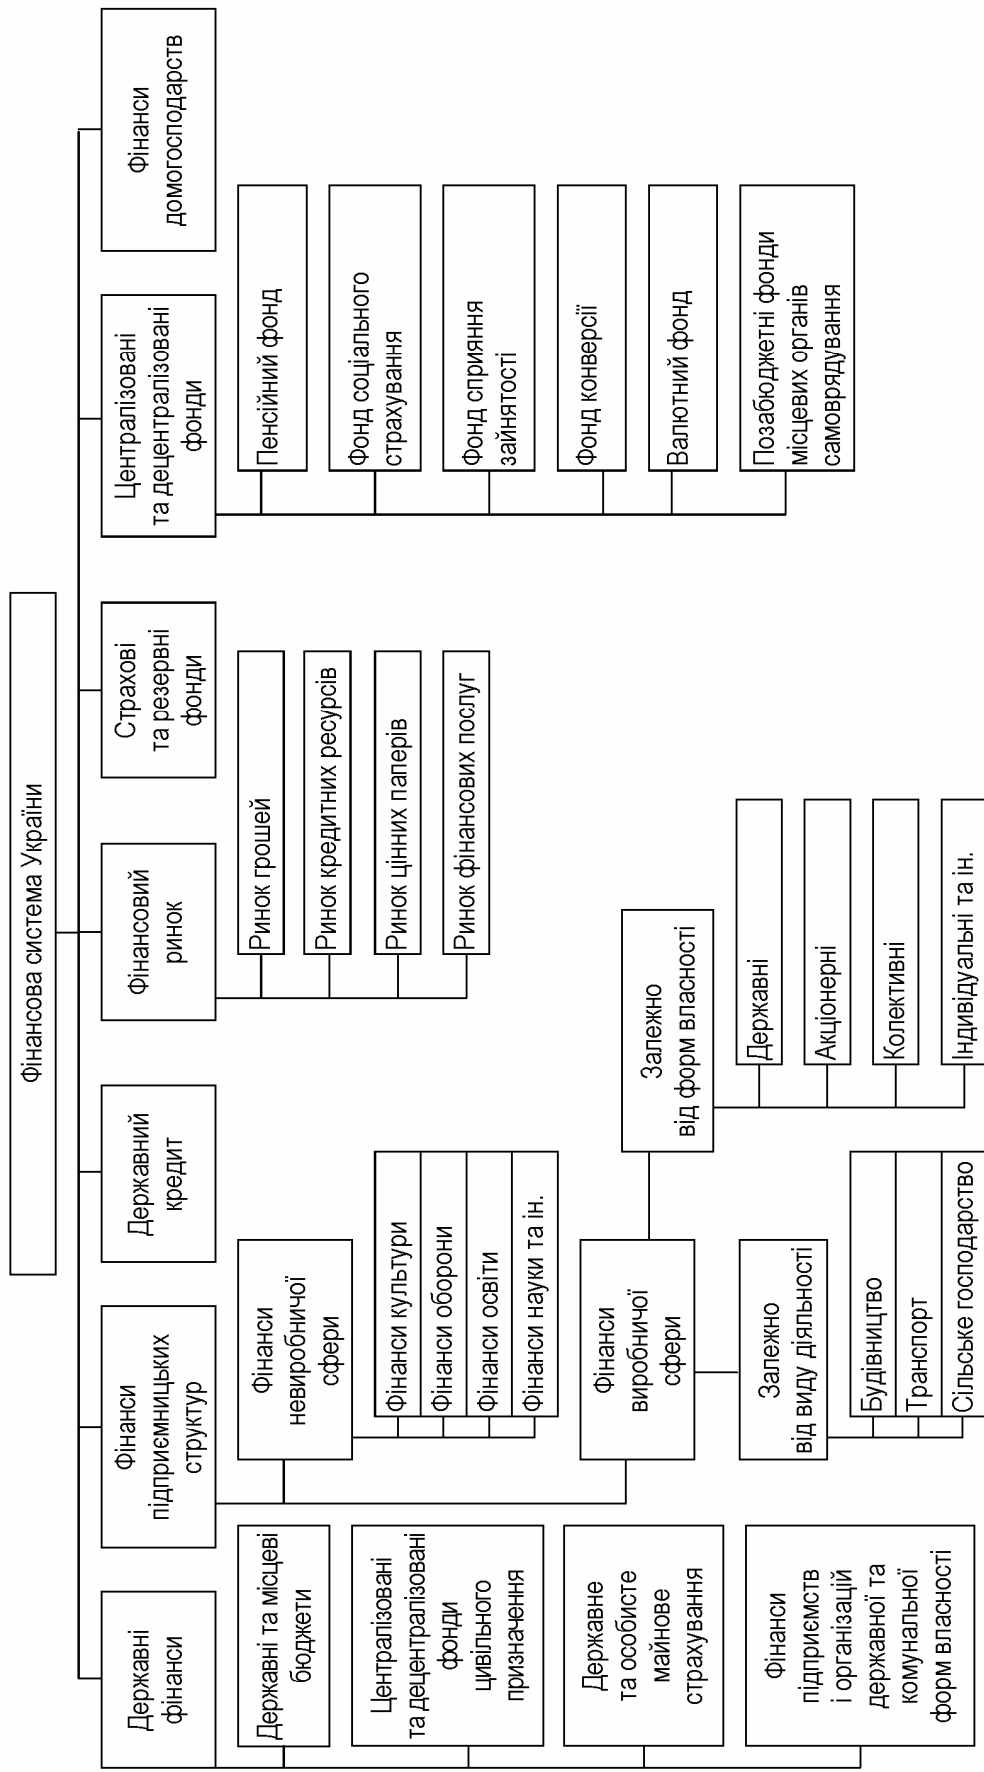 Фінансова система України
Державні
фінанси
Державні та місцеві
бюджети
Централізовані
та децентралізовані
фонди
цивільного
призначення
Державне
та особисте
майнове
страхування
Фінанси
підприємств
і організацій
державної та
комунальної
форм власності
Фінанси
підприємницьких
структур
Фінанси
невиробничої
сфери
Фінанси культури
Фінанси оборони
Фінанси освіти
Фінанси науки та ін.
Фінанси
виробничої
сфери
Залежно
від виду діяльності
Будівництво
Транспорт
Сільське господарство
Залежно
від форм власності
Державні
Акціонерні
Колективні
Індивідуальні та ін.
Державний
кредит
Фінансовий
ринок
Ринок грошей
Ринок кредитних ресурсів
Ринок цінних паперів
Ринок фінансових послуг
Страхові
та резервні
фонди
Централізовані
та децентралізовані
фонди
Пенсійний фонд
Фонд соціального
страхування
Фонд сприяння
зайнятості
Фонд конверсії
Валютний фонд
Позабюджетні фонди
місцевих органів
самоврядування
Фінанси
домогосподарств